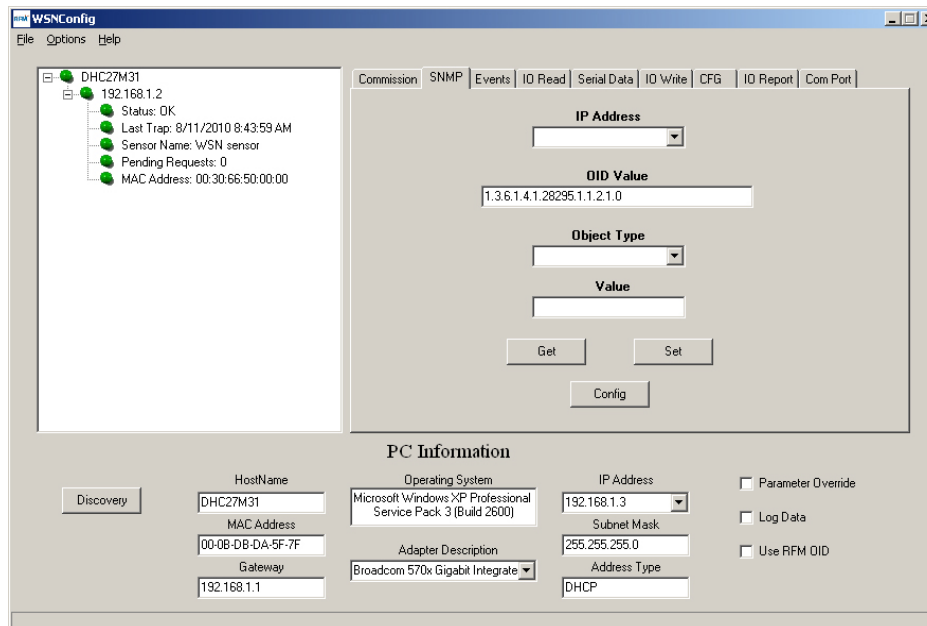 RFM WSNConfig
File Options Help
DHC27M31
192.168.1.2
Status: OK
Last Trap: 8/11/2010 8:43:59 AM
Sensor Name: WSN sensor
Pending Requests: 0
MAC Address: 00:30:66:50:00:00
Commission SNMP Events IO Read Serial Data IO Write CFG IO Report Com Port
IP Address
OID Value
1.3.6.1.4.1.28295.1.1.2.1.0
Object Type
Value
Get Set
Config
PC Information
Discovery
HostName
DHC27M31
MAC Address
00-0B-DB-DA-5F-7F
Gateway
192.168.1.1
Operating System
Microsoft Windows XP Professional
Service Pack 3 (Build 2600)
Adapter Description
Broadcom 570x Gigabit Integrate
IP Address
192.168.1.3
Subnet Mask
255.255.255.0
Address Type
DHCP
Parameter Override
Log Data
Use RFM OID